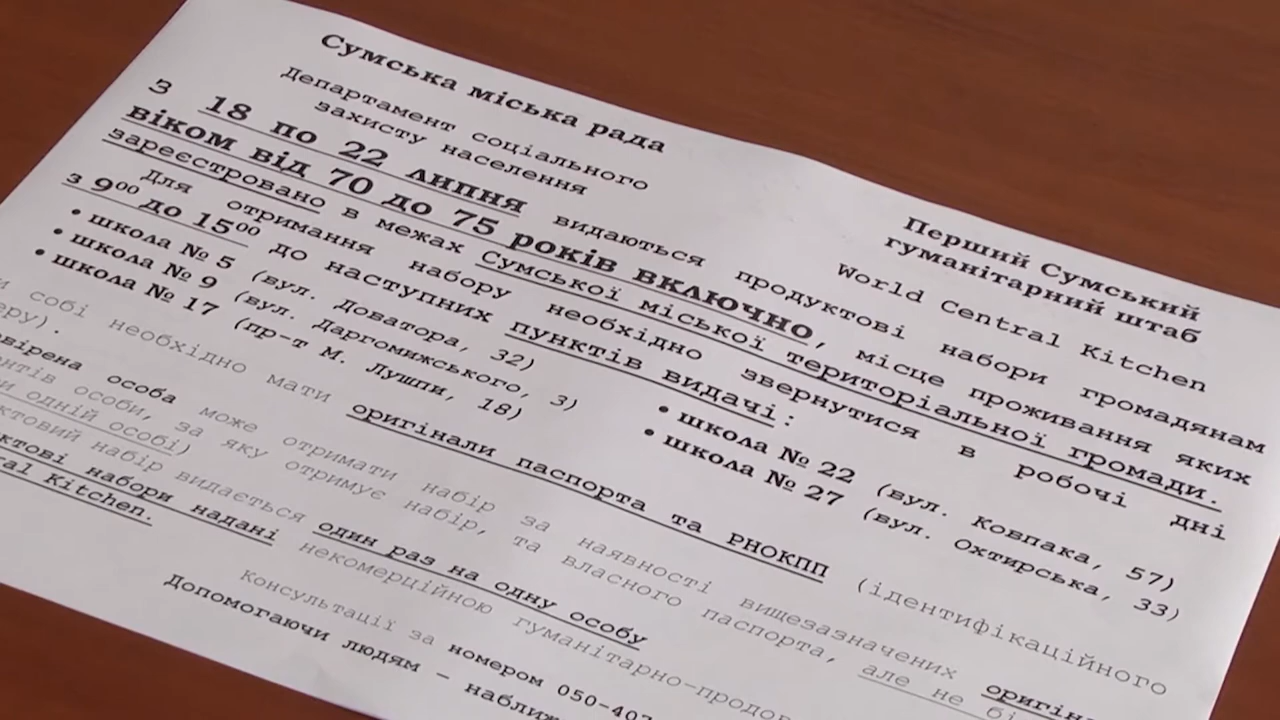 Сумська міська рада
Департамент соціального
захисту населення
Перший Сумський
гуманітарний штаб
World Central Kitchen
З 18 по 22 липня видаються продуктові набори громадянам
віком від 70 до 75 років включно, місце проживання яких
зареєстровано в межах Сумської міської територіальної громади.
Для отримання набору необхідно звернутися в робочі дні
з 9⁰⁰ до 15⁰⁰ до наступних пунктів видачі:
• школа № 5 (вул. Доватора, 32)
• школа № 9 (вул. Даргомижського, 3)
• школа № 17 (пр-т М. Лушпи, 18)
• школа № 22 (вул. Ковпака, 57)
• школа № 27 (вул. Охтирська, 33)
собі необхідно мати оригінали паспорта та РНОКПП (ідентифікаційного
особа може отримати набір за наявності вищезазначених
особи, за яку отримує набір, та власного паспорта, але не
одній особі)
набір видається один раз на одну особу
набори надані некомерційною
Kitchen.
Консультації за номером 050-407
Допомагаючи людям –